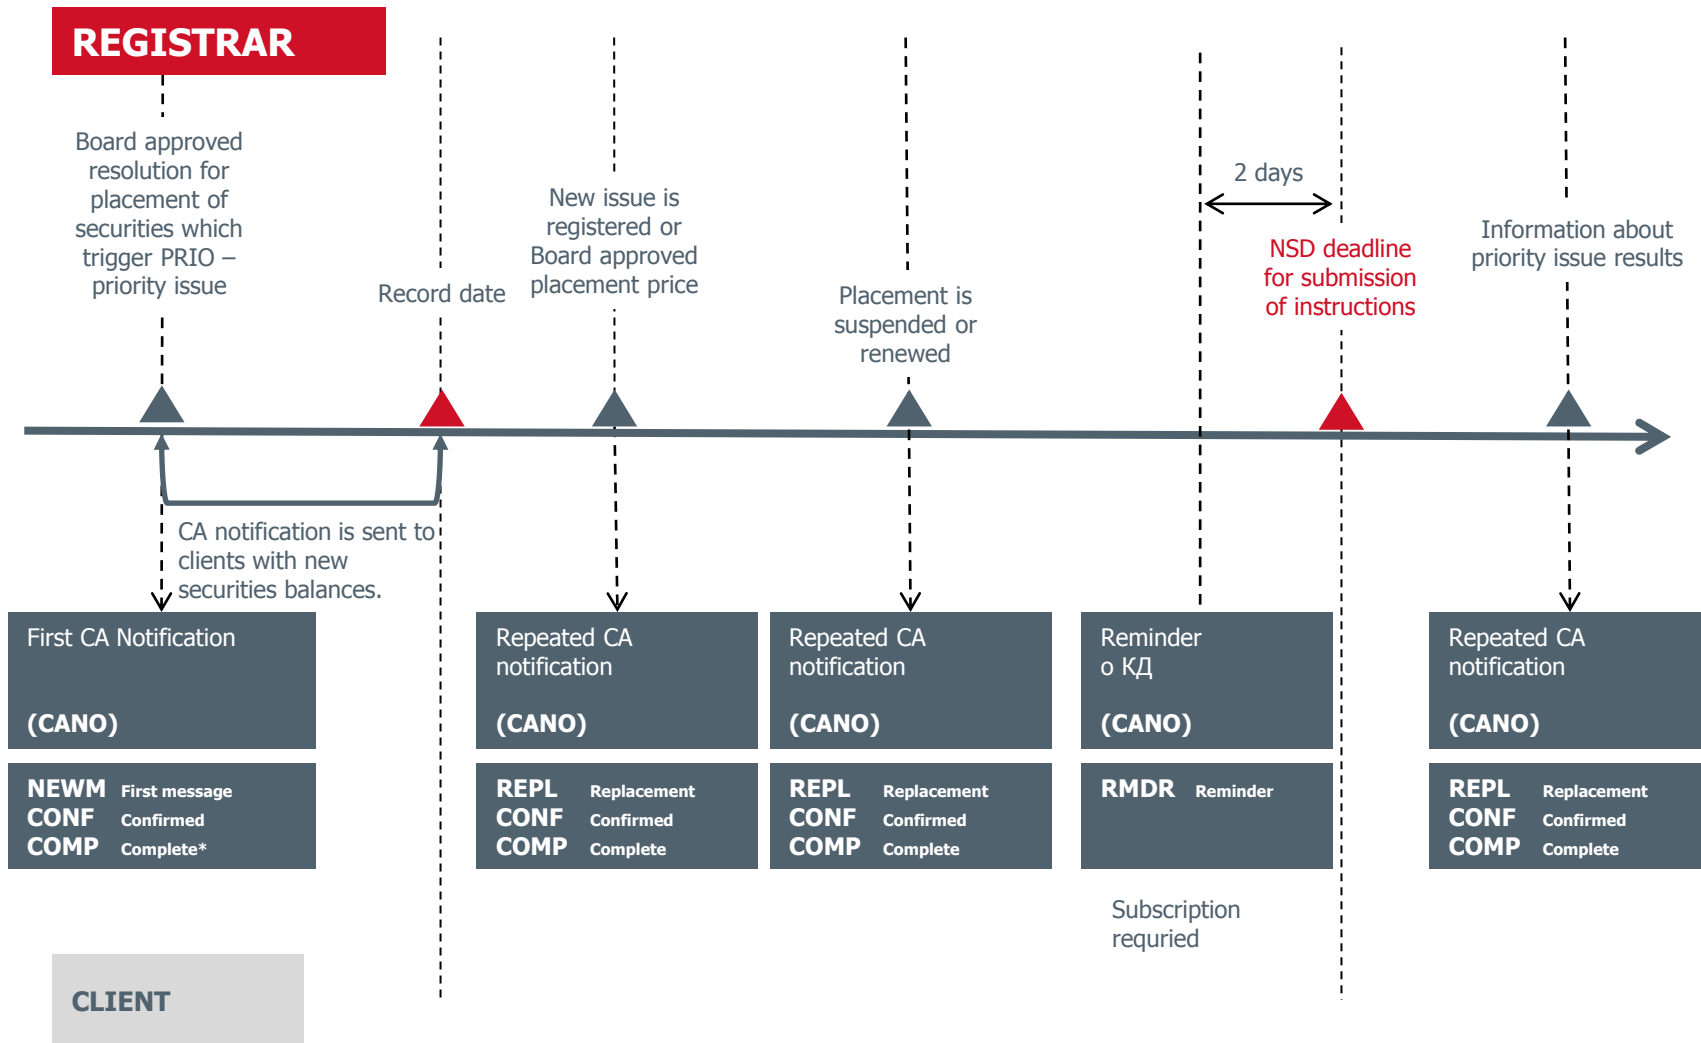 REGISTRAR
Board approved
resolution for
placement of
securities which
trigger PRIO –
priority issue
Record date
New issue is
registered or
Board approved
placement price
Placement is
suspended or
renewed
2 days
NSD deadline
for submission
of instructions
Information about
priority issue results
CA notification is sent to
clients with new
securities balances.
First CA Notification
(CANO)
NEWM First message
CONF Confirmed
COMP Complete*
Repeated CA
notification
(CANO)
REPL Replacement
CONF Confirmed
COMP Complete
Repeated CA
notification
(CANO)
REPL Replacement
CONF Confirmed
COMP Complete
Reminder
о КД
(CANO)
RMDR Reminder
Subscription
requried
Repeated CA
notification
(CANO)
REPL Replacement
CONF Confirmed
COMP Complete
CLIENT